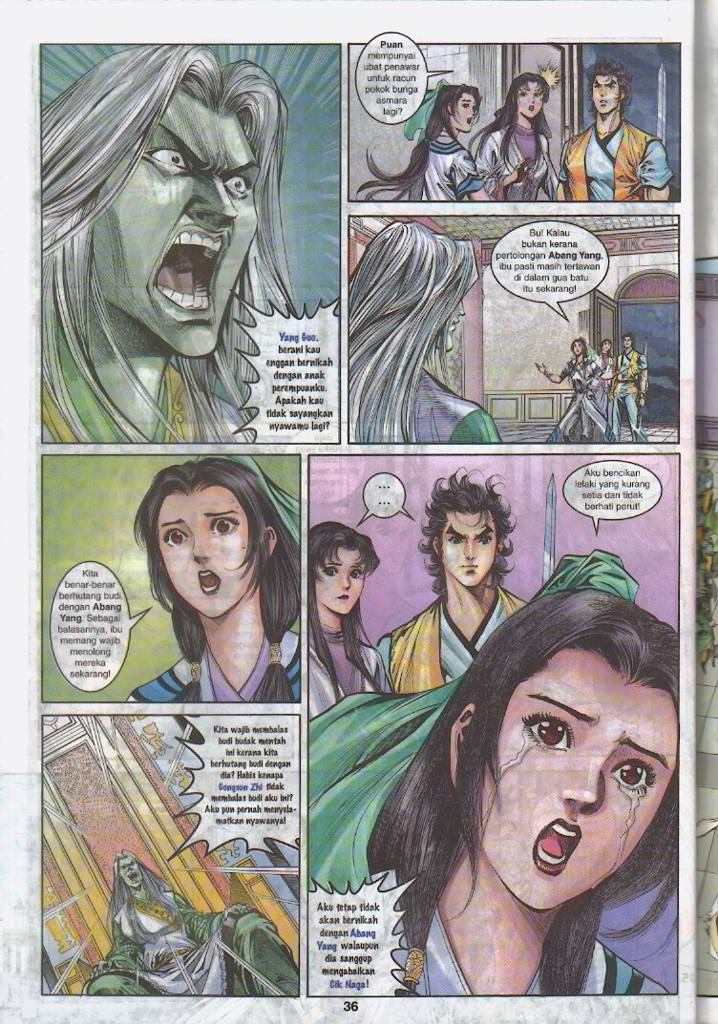 Yang Guo,
berani kau
enggan bernikah
dengan anak
perempuanku.
Apakah kau
tidak sayangkan
nyawamu lagi?
Puan
mempunyai
ubat penawar
untuk racun
pokok bunga
asmara
lagi?
Bu! Kalau
bukan kerana
pertolongan Abang Yang,
ibu pasti masih tertawan
di dalam gua batu
itu sekarang!
Kita
benar-benar
berhutang budi
dengan Abang
Yang. Sebagai
balasannya, ibu
memang wajib
menolong
mereka
sekarang!
...
...
Aku bencikan
lelaki yang kurang
setia dan tidak
berhati perut!
Kita wajib membalas
budi budak mentah
ini kerana kita
berhutang budi dengan
dia? Habis kenapa
Gongsun Zhi tidak
membalas budi aku ini?
Aku pun pernah menyela-
matkan nyawanya!
Aku tetap tidak
akan bernikah
dengan Abang
Yang walaupun
dia sanggup
mengabaikan
Cik Naga!
36